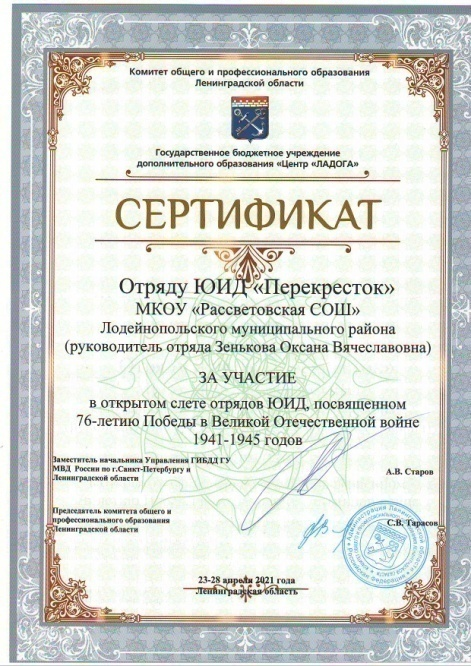 Комитет общего и профессионального образования
Ленинградской области
Государственное бюджетное учреждение
дополнительного образования «Центр «ЛАДОГА»
СЕРТИФИКАТ
Отряду ЮИД «Перекресток»
МКОУ «Рассветовская СОШ»
Лодейнопольского муниципального района
(руководитель отряда Зенькова Оксана Вячеславовна)
ЗА УЧАСТИЕ
в открытом слете отрядов ЮИД, посвященном
76-летию Победы в Великой Отечественной войне
1941-1945 годов
Заместитель начальника Управления ГИБДД ГУ
МВД России по г.Санкт-Петербургу и
Ленинградской области
А.В. Старов
Председатель комитета общего и
профессионального образования
Ленинградской области
С.В. Тарасов
23-28 апреля 2021 года
Ленинградская область